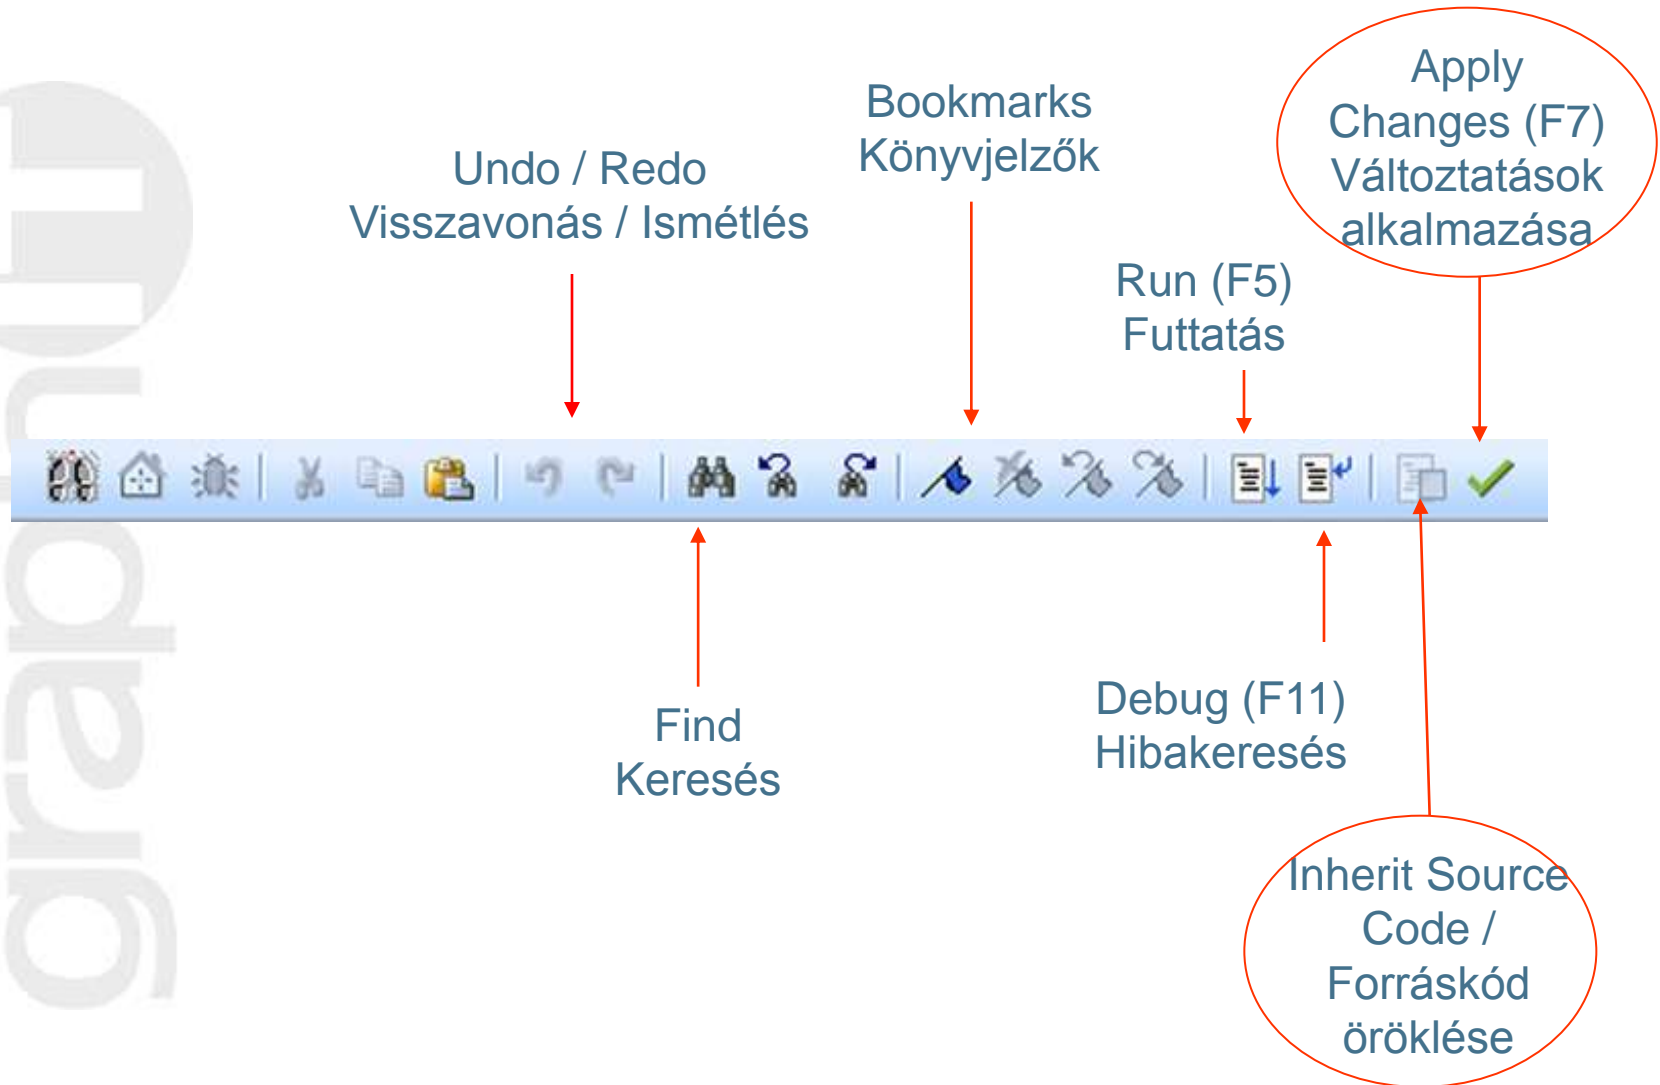 Apply
Changes (F7)
Változtatások
alkalmazása
Bookmarks
Könyvjelzők
Undo / Redo
Visszavonás / Ismétlés
Run (F5)
Futtatás
Find
Keresés
Debug (F11)
Hibakeresés
Inherit Source
Code /
Forráskód
öröklése